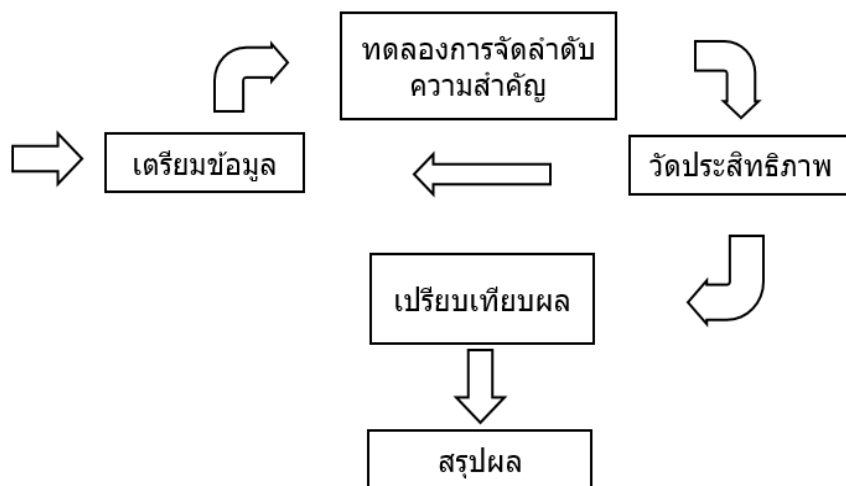 ทดลองการจัดลำดับ
ความสำคัญ
เตรียมข้อมูล
วัดประสิทธิภาพ
เปรียบเทียบผล
สรุปผล